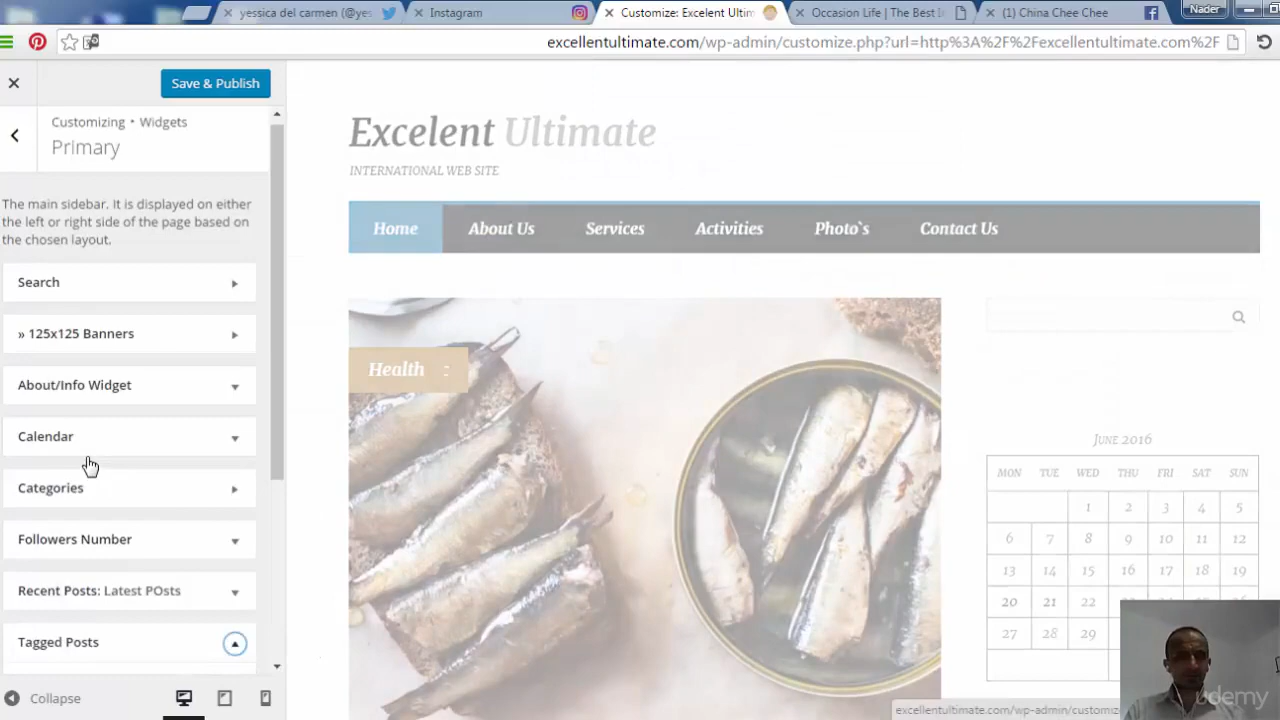 yessica del carmen (@yes
Instagram
Customize: Excelent Ultim
Occasion Life | The Best In
(1) China Chee Chee
Nader
excellentultimate.com/wp-admin/customize.php?url=http%3A%2F%2Fexcellentultimate.com%2F
Save & Publish
Customizing • Widgets
Primary
The main sidebar. It is displayed on either
the left or right side of the page based on
the chosen layout.
Search
» 125x125 Banners
About/Info Widget
Calendar
Categories
Followers Number
Recent Posts: Latest POsts
Tagged Posts
Collapse
Excelent Ultimate
INTERNATIONAL WEB SITE
Home
About Us
Services
Activities
Photo`s
Contact Us
Health :
June 2016
MON TUE WED THU FRI SAT SUN
1 2 3 4 5
6 7 8 9 10 11 12
13 14 15 16 17 18 19
20 21 22
27 28 29
excellentultimate.com/wp-admin/customize
udemy